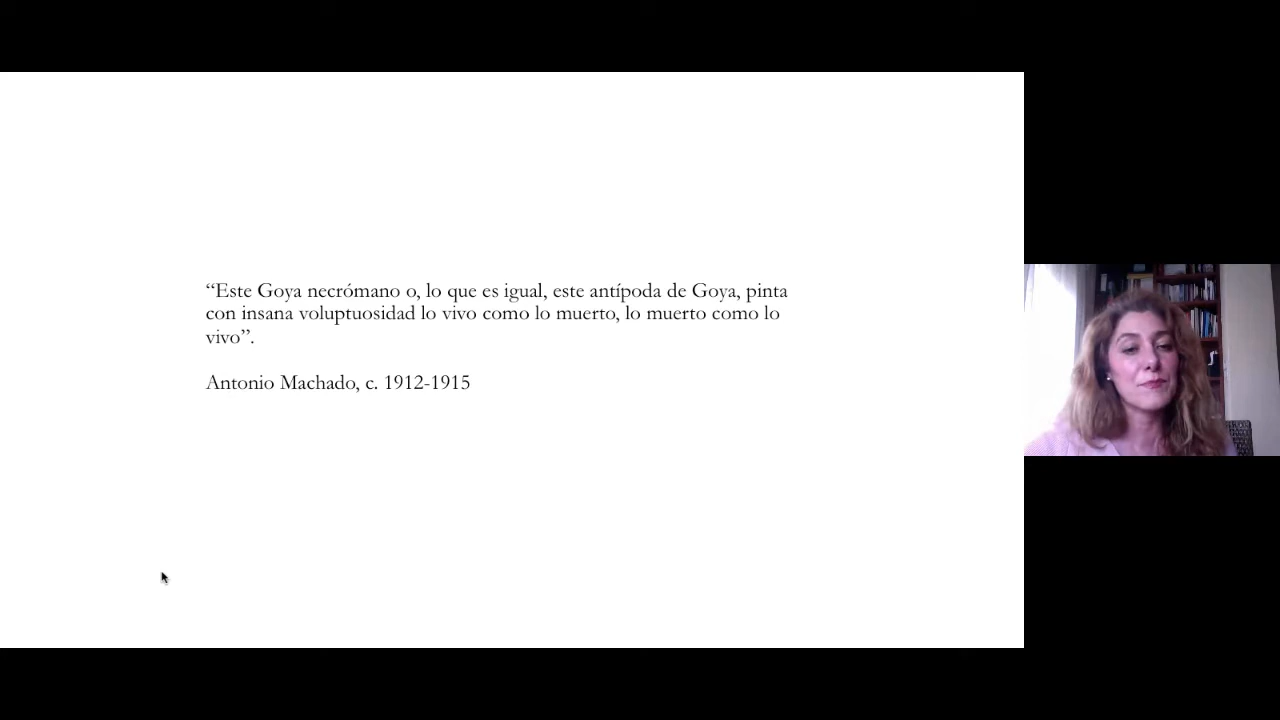 “Este Goya necrómano o, lo que es igual, este antípoda de Goya, pinta
con insana voluptuosidad lo vivo como lo muerto, lo muerto como lo
vivo”.
Antonio Machado, c. 1912-1915